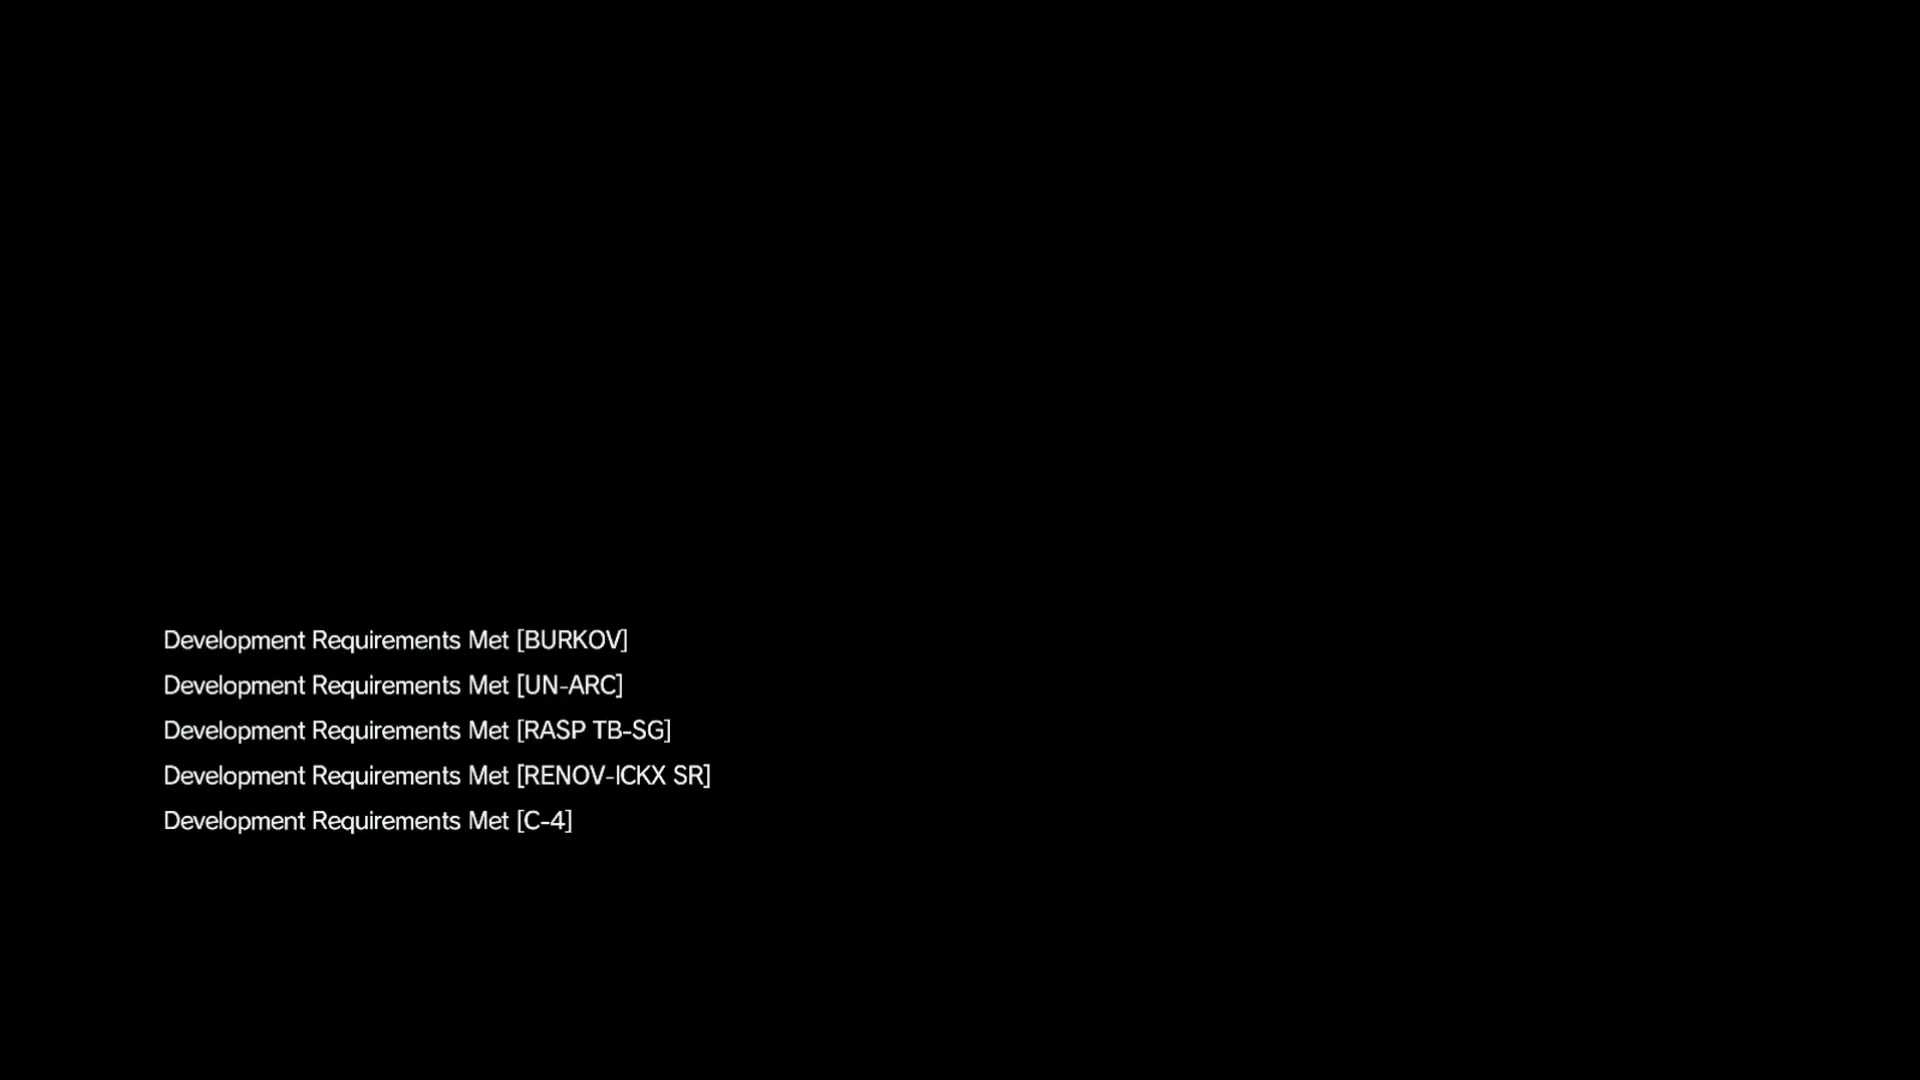 Development Requirements Met [BURKOV]
Development Requirements Met [UN-ARC]
Development Requirements Met [RASP TB-SG]
Development Requirements Met [RENOV-ICKX SR]
Development Requirements Met [C-4]